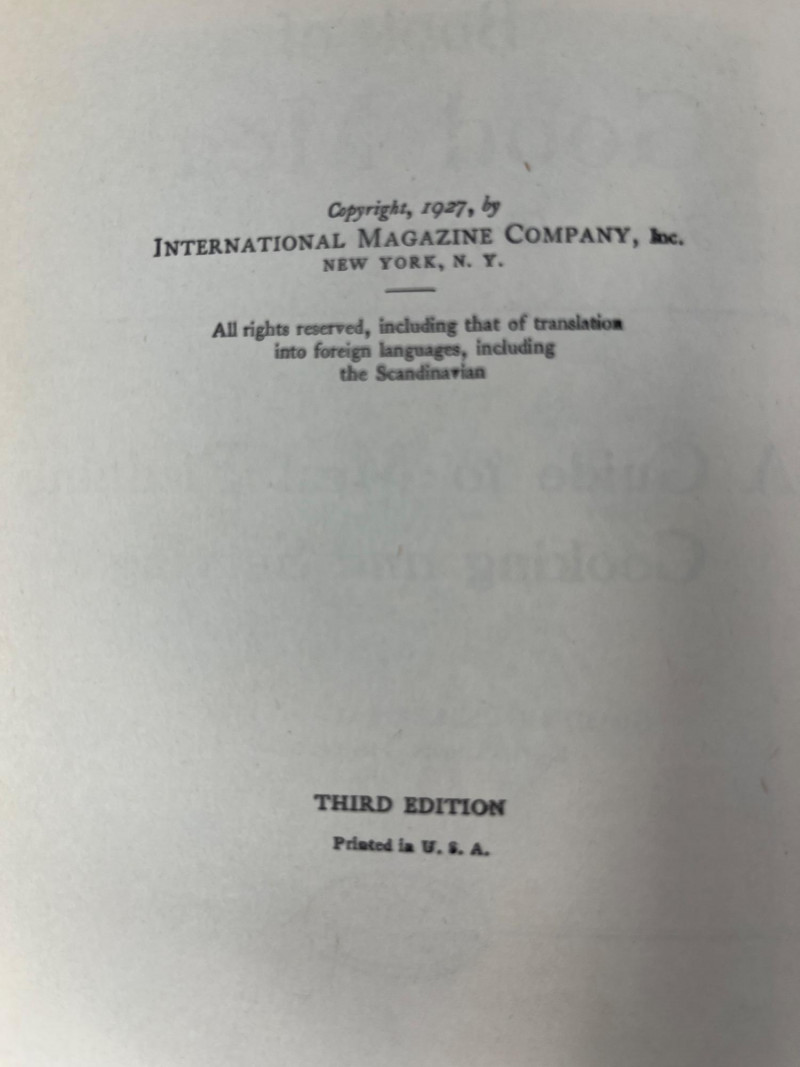 Copyright, 1927, by
INTERNATIONAL MAGAZINE COMPANY, Inc.
NEW YORK, N. Y.
All rights reserved, including that of translation
into foreign languages, including
the Scandinavian
THIRD EDITION
Printed in U. S. A.